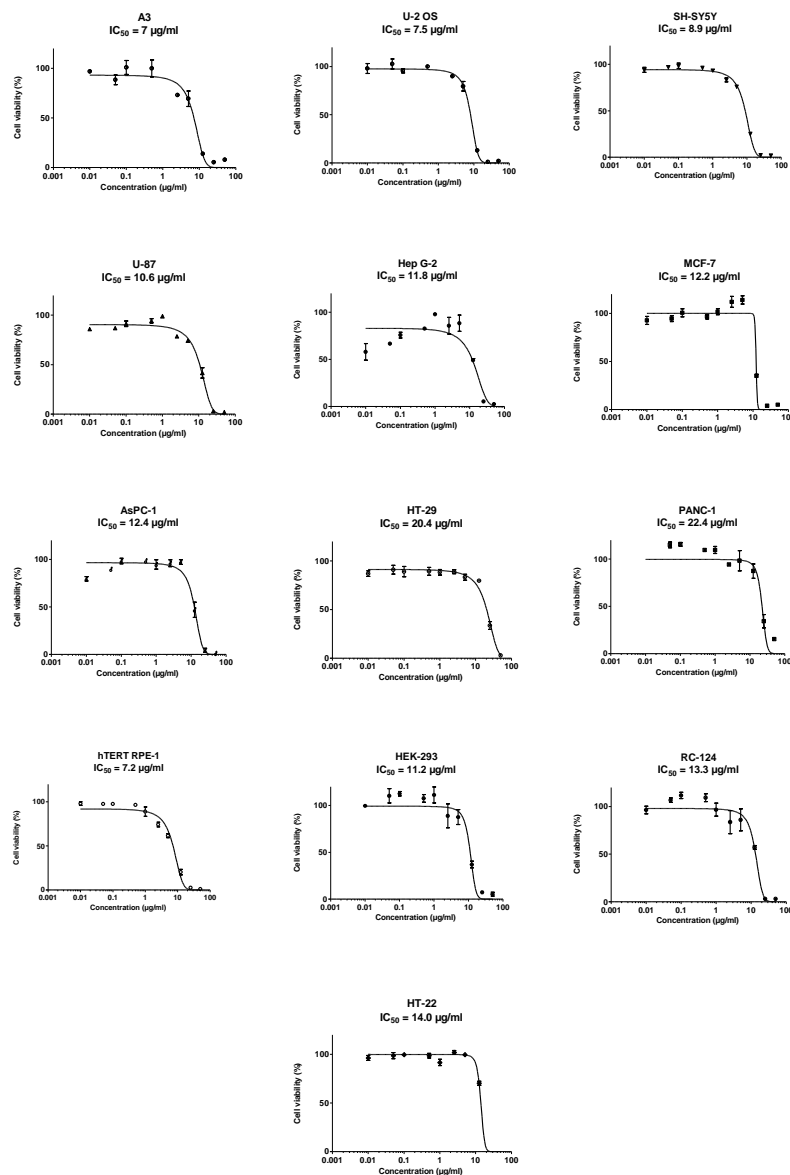 A3
IC50 = 7 µg/ml
Cell viability (%)
100
50
0
0.001 0.01 0.1 1 10 100
Concentration (µg/ml)
U-2 OS
IC50 = 7.5 µg/ml
Cell viability (%)
100
50
0
0.001 0.01 0.1 1 10 100
Concentration (µg/ml)
SH-SY5Y
IC50 = 8.9 µg/ml
Cell viability (%)
100
50
0
0.001 0.01 0.1 1 10 100
Concentration (µg/ml)
U-87
IC50 = 10.6 µg/ml
Cell viability (%)
100
50
0
0.001 0.01 0.1 1 10 100
Concentration (µg/ml)
Hep G-2
IC50 = 11.8 µg/ml
Cell viability (%)
100
50
0
0.001 0.01 0.1 1 10 100
Concentration (µg/ml)
MCF-7
IC50 = 12.2 µg/ml
Cell viability (%)
100
50
0
0.001 0.01 0.1 1 10 100
Concentration (µg/ml)
AsPC-1
IC50 = 12.4 µg/ml
Cell viability (%)
100
50
0
0.001 0.01 0.1 1 10 100
Concentration (µg/ml)
HT-29
IC50 = 20.4 µg/ml
Cell viability (%)
100
50
0
0.001 0.01 0.1 1 10 100
Concentration (µg/ml)
PANC-1
IC50 = 22.4 µg/ml
Cell viability (%)
100
50
0
0.001 0.01 0.1 1 10 100
Concentration (µg/ml)
hTERT RPE-1
IC50 = 7.2 µg/ml
Cell viability (%)
100
50
0
0.001 0.01 0.1 1 10 100
Concentration (µg/ml)
HEK-293
IC50 = 11.2 µg/ml
Cell viability (%)
100
50
0
0.001 0.01 0.1 1 10 100
Concentration (µg/ml)
RC-124
IC50 = 13.3 µg/ml
Cell viability (%)
100
50
0
0.001 0.01 0.1 1 10 100
Concentration (µg/ml)
HT-22
IC50 = 14.0 µg/ml
Cell viability (%)
100
50
0
0.001 0.01 0.1 1 10 100
Concentration (µg/ml)